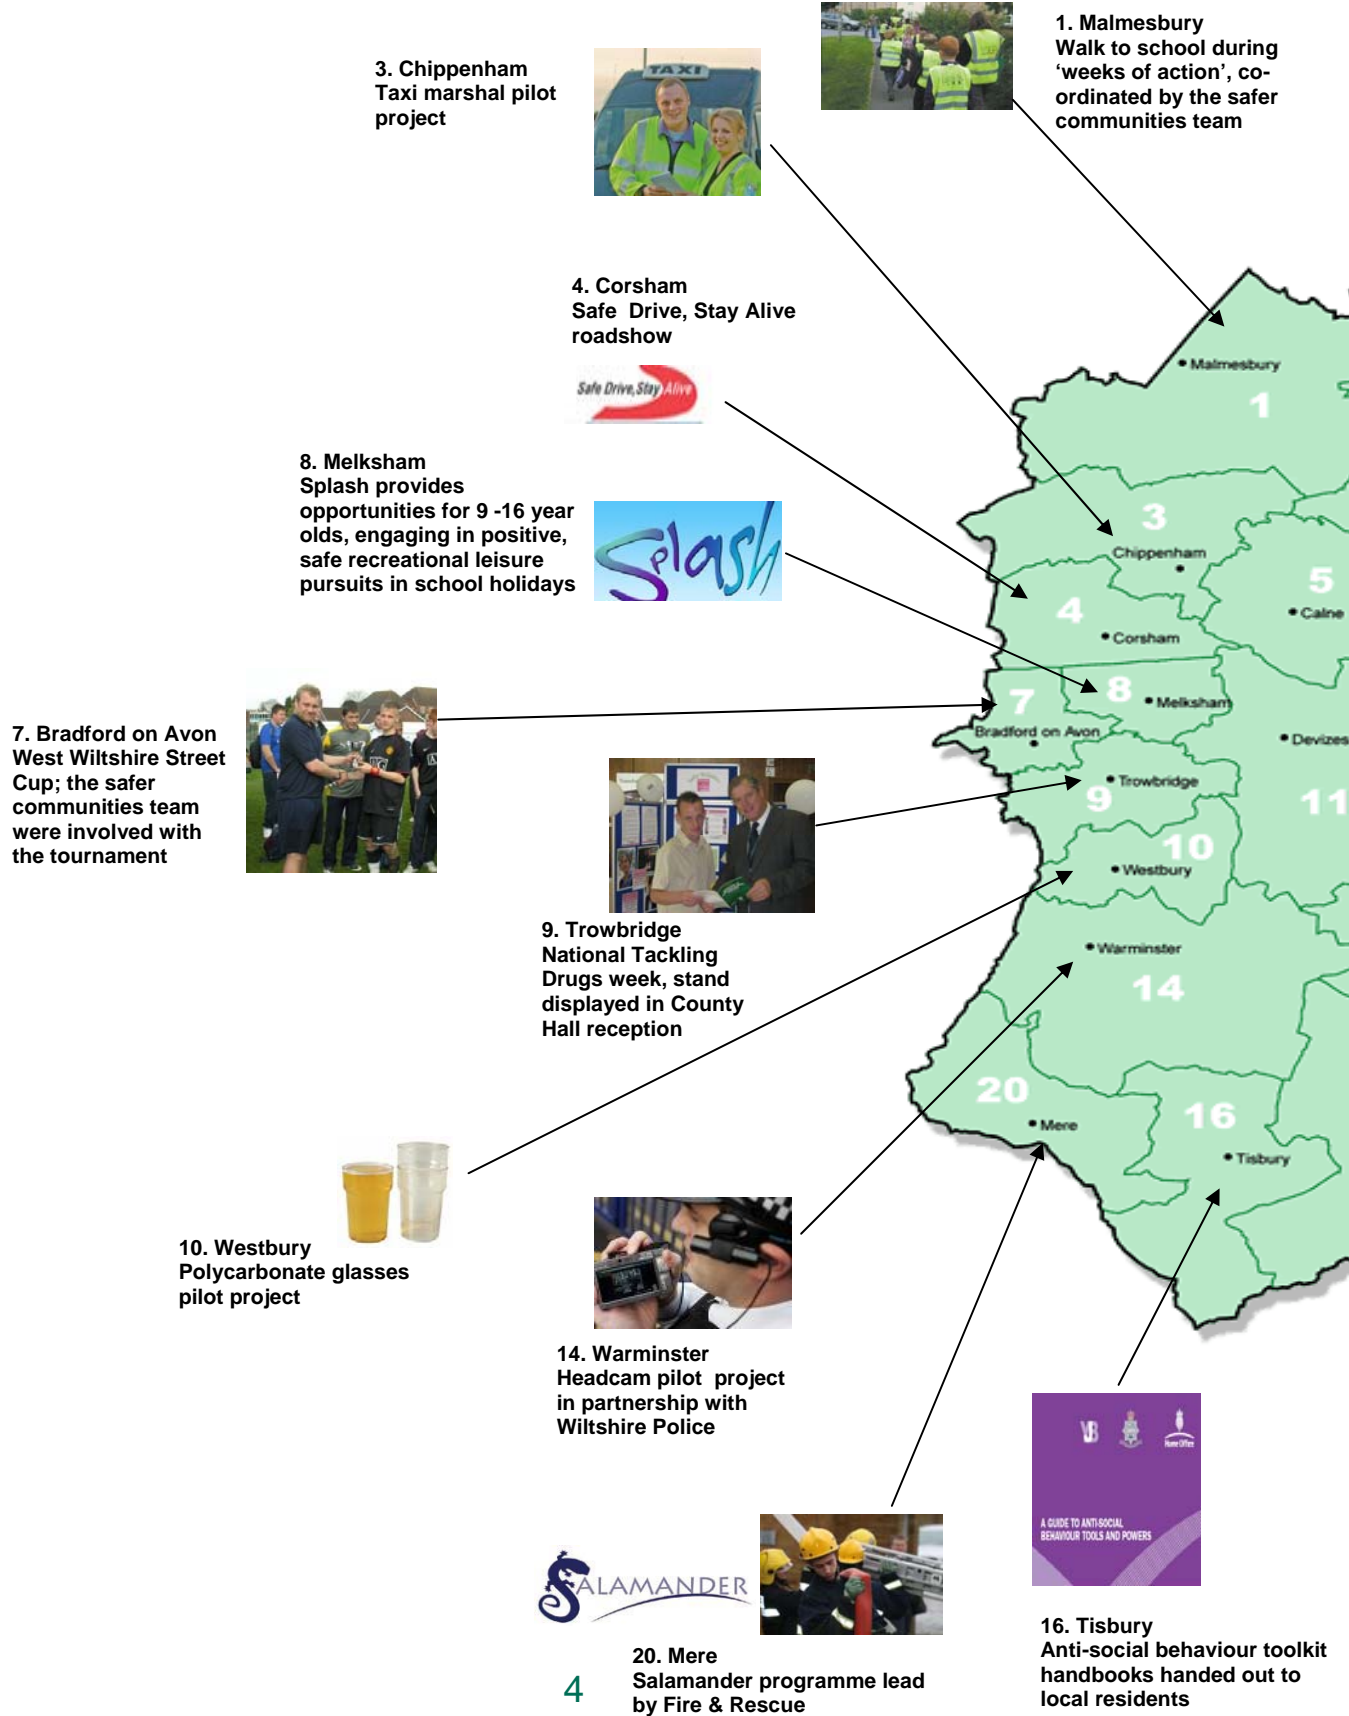 1. Malmesbury
Walk to school during
‘weeks of action’, co-
ordinated by the safer
communities team
3. Chippenham
Taxi marshal pilot
project
TAXI
4. Corsham
Safe  Drive, Stay Alive
roadshow
Safe Drive, Stay Alive
8. Melksham
Splash provides
opportunities for 9 -16 year
olds, engaging in positive,
safe recreational leisure
pursuits in school holidays
Splash
7. Bradford on Avon
West Wiltshire Street
Cup; the safer
communities team
were involved with
the tournament
9. Trowbridge
National Tackling
Drugs week, stand
displayed in County
Hall reception
10. Westbury
Polycarbonate glasses
pilot project
14. Warminster
Headcam pilot  project
in partnership with
Wiltshire Police
Malmesbury
1
3
Chippenham
5
Calne
4
Corsham
7
8
Melksham
Bradford on Avon
Devizes
Trowbridge
9
11
10
Westbury
Warminster
14
20
Mere
16
Tisbury
YJB
Home Office
A GUIDE TO ANTI-SOCIAL
BEHAVIOUR TOOLS AND POWERS
SALAMANDER
20. Mere
Salamander programme lead
by Fire & Rescue
16. Tisbury
Anti-social behaviour toolkit
handbooks handed out to
local residents
4